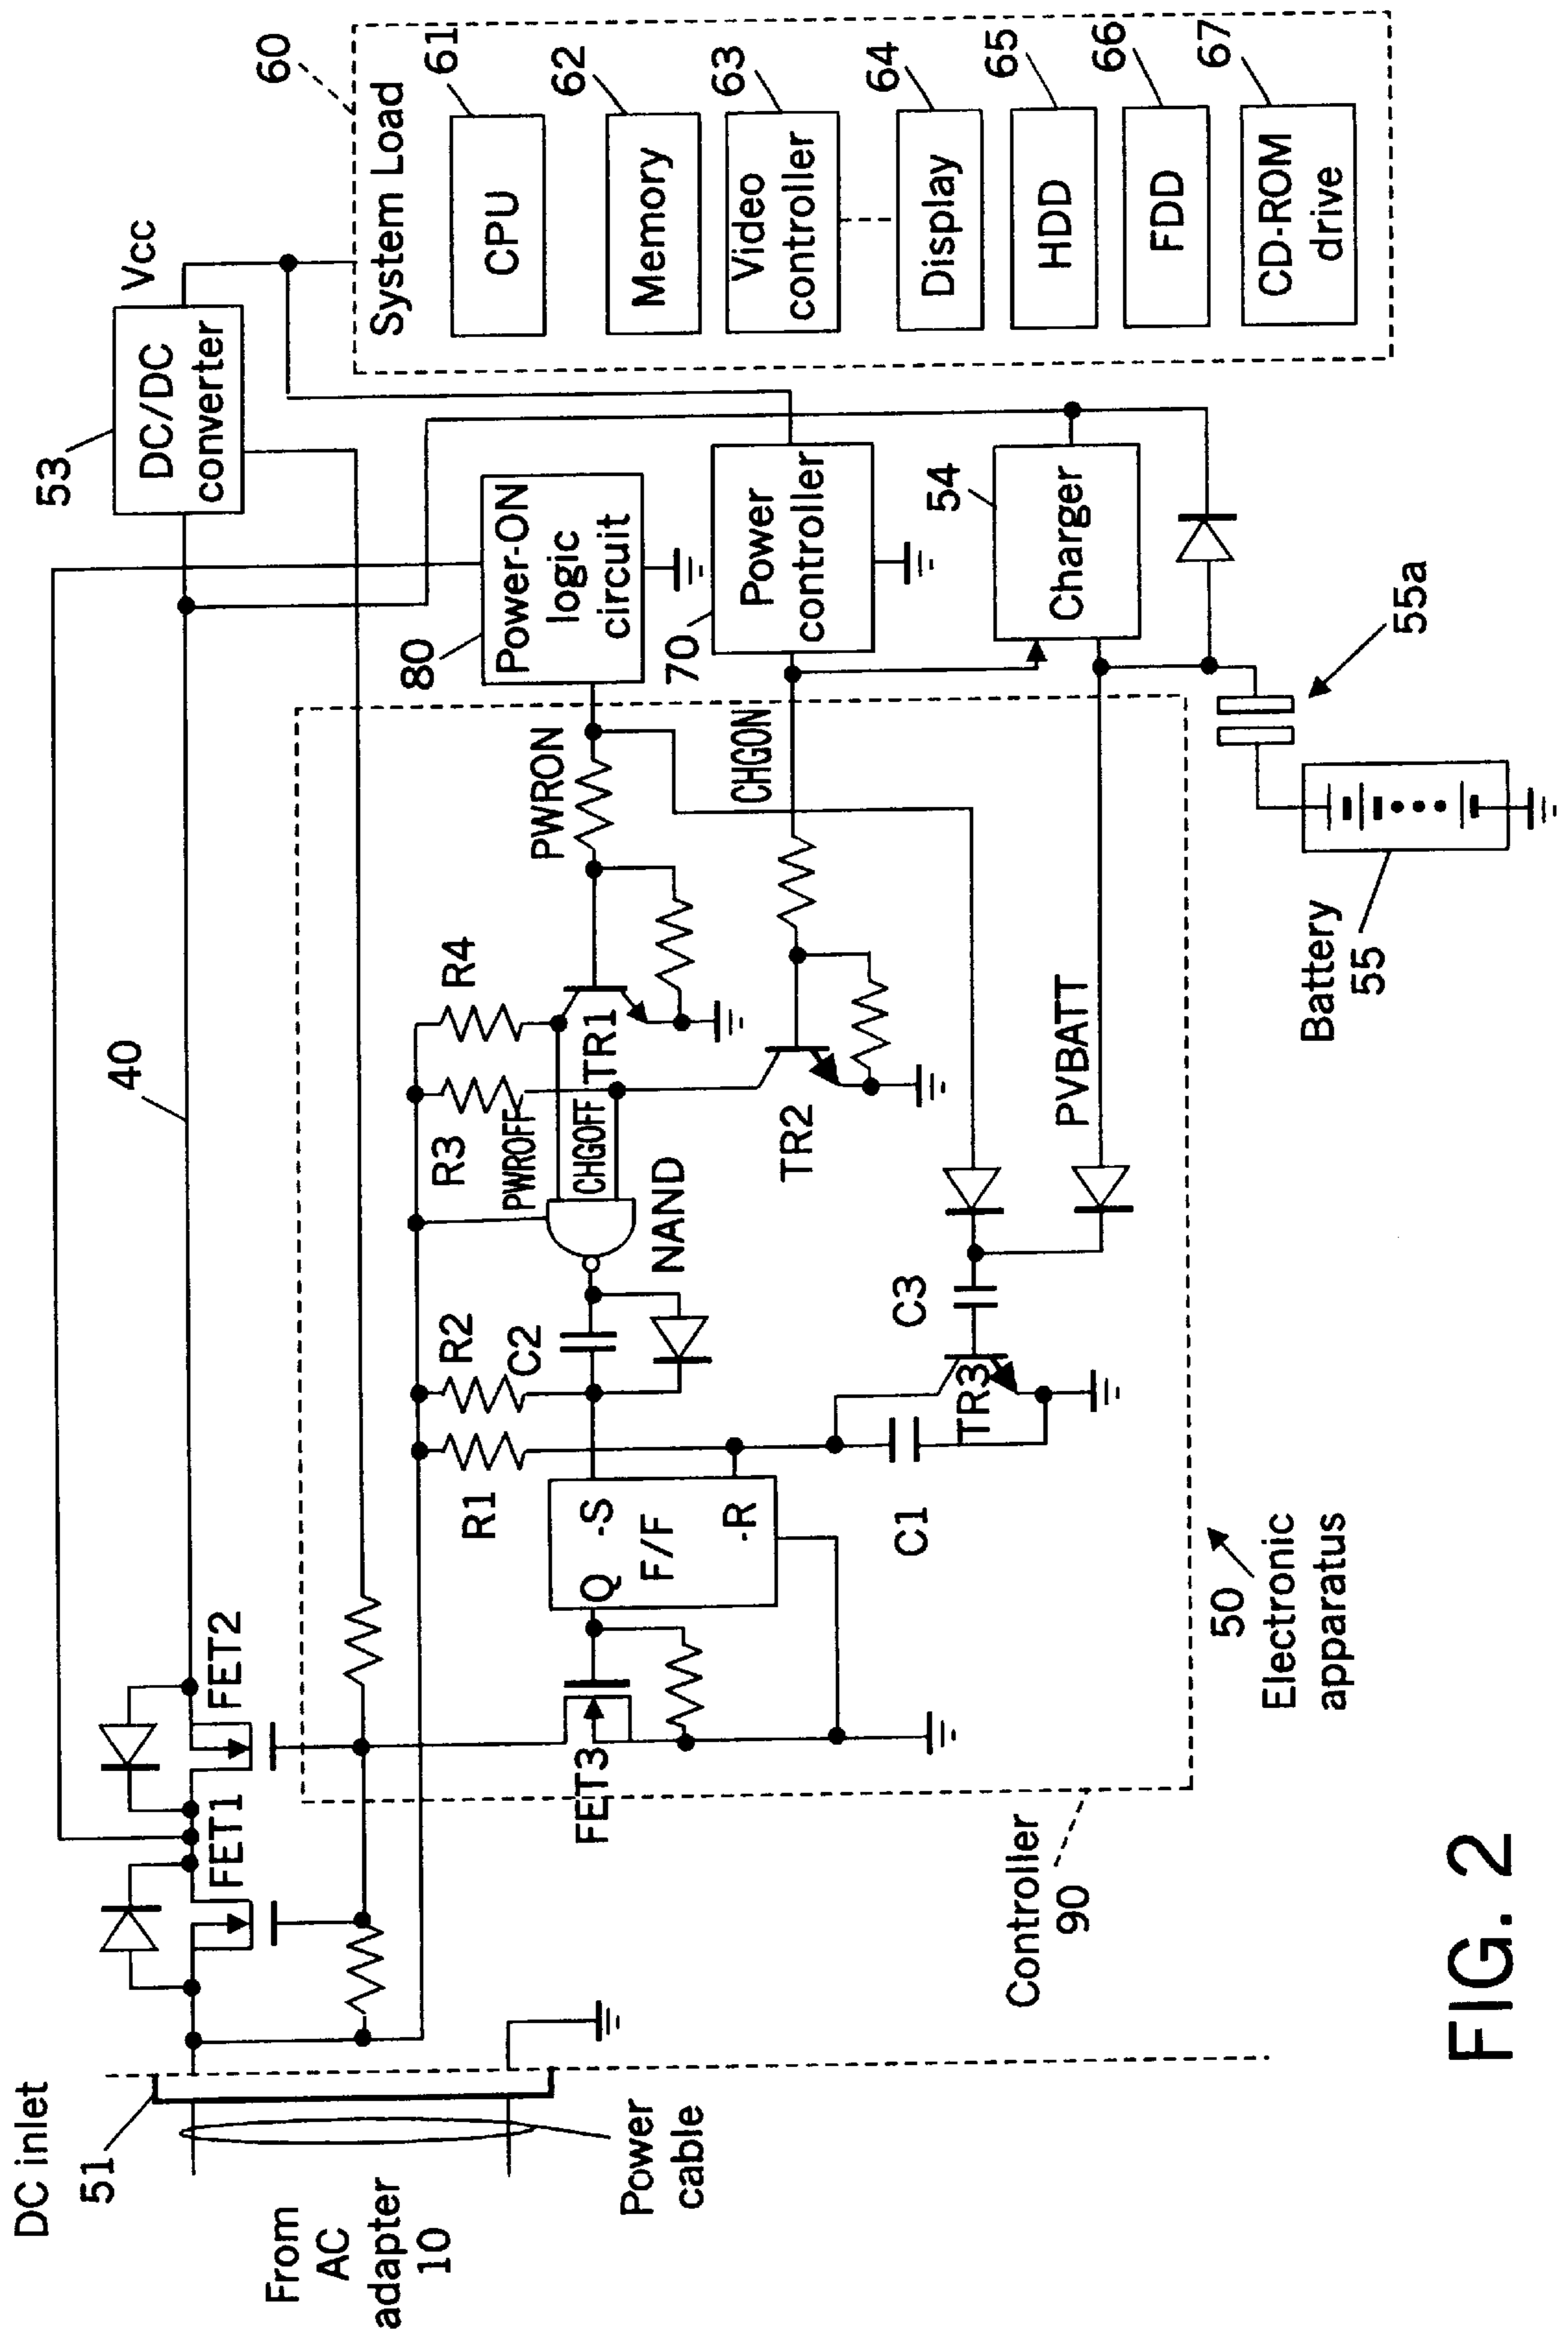 DC inlet
51
From
AC
adapter
10
Power
cable
FET1
FET2
40
53
DC/DC
converter
Vcc
60
System Load
61
CPU
62
Memory
63
Video
controller
64
Display
65
HDD
66
FDD
67
CD-ROM
drive
80
Power-ON
logic
circuit
70
Power
controller
54
Charger
55a
Battery
55
PWRON
CHGON
R4
R3
TR1
PWROFF
CHGOFF
NAND
TR2
PVBATT
R2
C2
R1
C3
TR3
C1
Q
-S
F/F
-R
FET3
Controller
90
50
Electronic
apparatus
FIG. 2